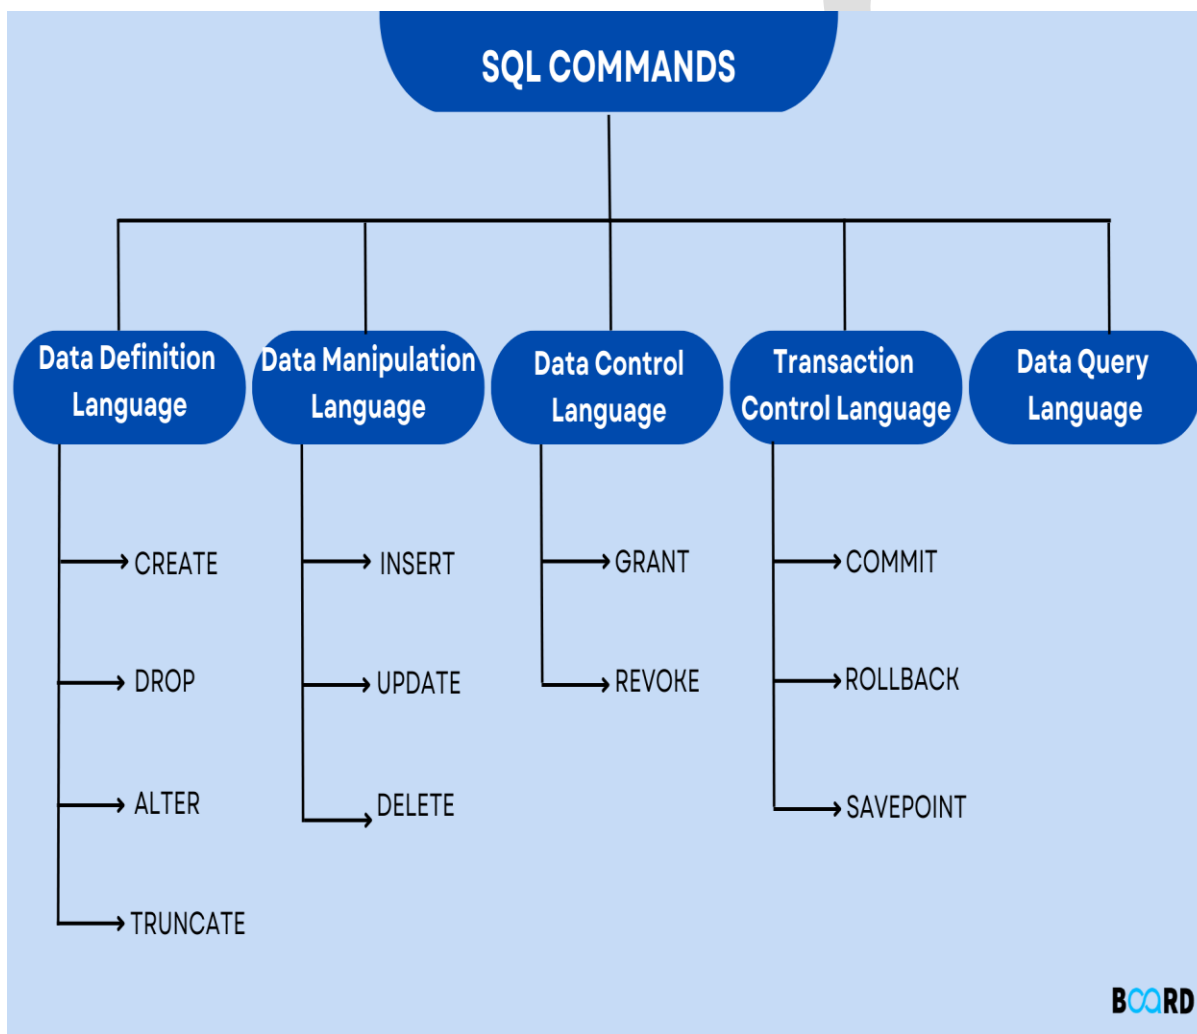 SQL COMMANDS
Data Definition
Language
Data Manipulation
Language
Data Control
Language
Transaction
Control Language
Data Query
Language
CREATE
DROP
ALTER
TRUNCATE
INSERT
UPDATE
DELETE
GRANT
REVOKE
COMMIT
ROLLBACK
SAVEPOINT
BOARD